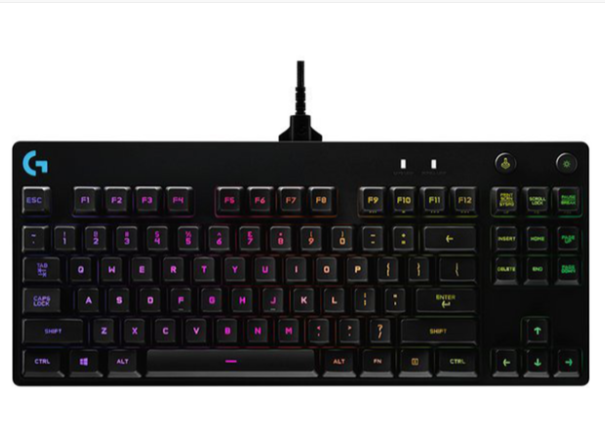 G
ESC F1 F2 F3 F4 F5 F6 F7 F8 F9 F10 F11 F12 PRINT SCRN SCROLL LOCK PAUSE BREAK
1 2 3 4 5 6 7 8 9 0 - INSERT HOME PAGE UP
TAB Q W E R T Y U I O P [ ] \ DELETE END PAGE DOWN
CAPS LOCK A S D F G H J K L ENTER
SHIFT Z X C V B N M , . ? SHIFT
CTRL ALT ALT FN CTRL